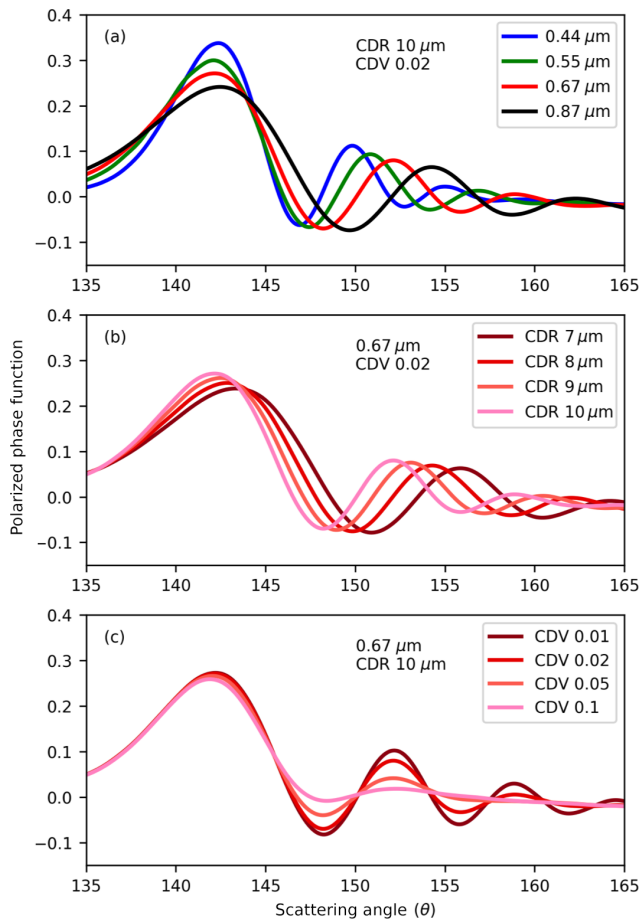 0.4
(a)
CDR 10 μm
CDV 0.02
0.44 μm
0.55 μm
0.67 μm
0.87 μm
0.3
0.2
0.1
0.0
−0.1
135 140 145 150 155 160 165
0.4
(b)
0.67 μm
CDV 0.02
CDR 7 μm
CDR 8 μm
CDR 9 μm
CDR 10 μm
0.3
0.2
0.1
0.0
−0.1
Polarized phase function
135 140 145 150 155 160 165
0.4
(c)
0.67 μm
CDR 10 μm
CDV 0.01
CDV 0.02
CDV 0.05
CDV 0.1
0.3
0.2
0.1
0.0
−0.1
135 140 145 150 155 160 165
Scattering angle (θ)